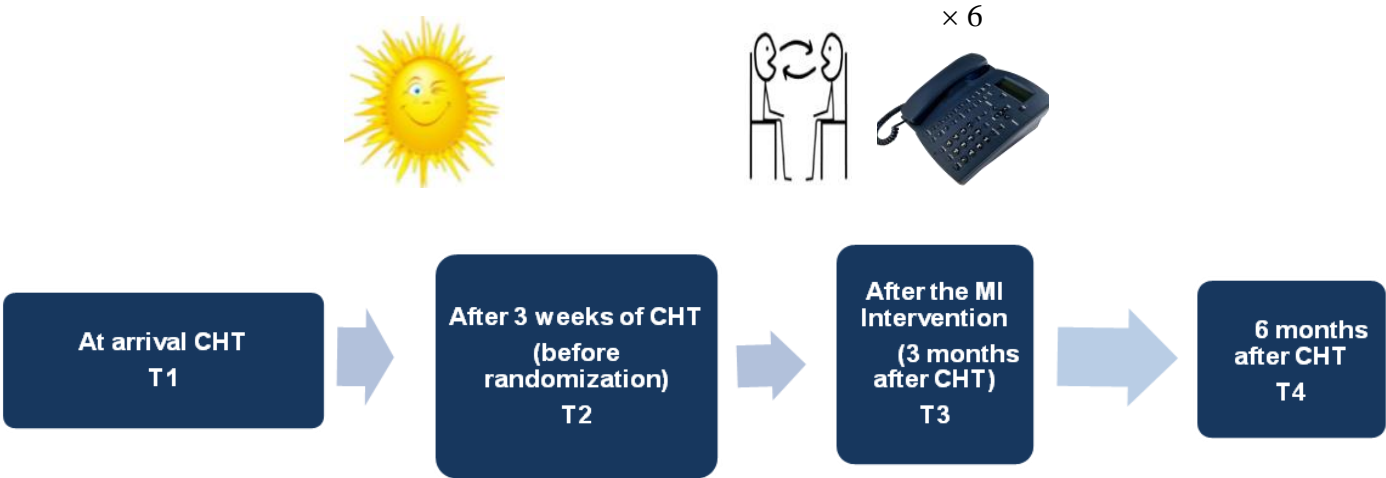 × 6
At arrival CHT
T1
After 3 weeks of CHT
(before
randomization)
T2
After the MI
Intervention
(3 months
after CHT)
T3
6 months
after CHT
T4